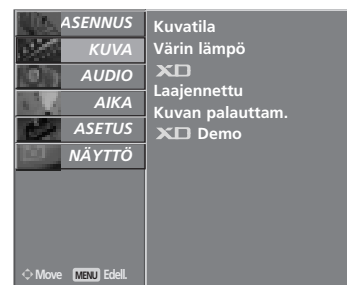 ASENNUS
KUVA
AUDIO
AIKA
ASETUS
NÄYTTÖ
Move MENU Edell.
Kuvatila
Värin lämpö
XD
Laajennettu
Kuvan palauttam.
XD Demo